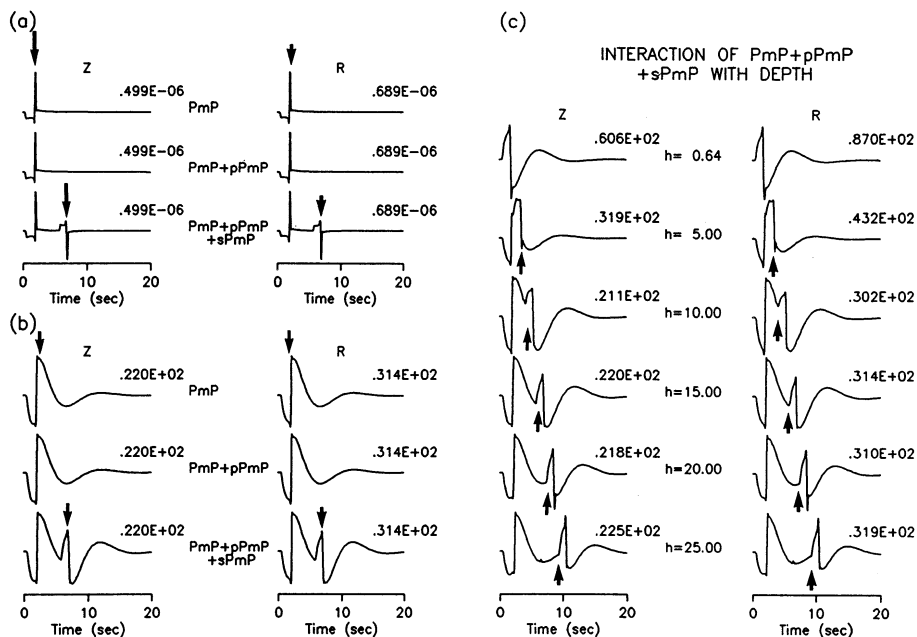 (a)
Z
R
.499E-06
PmP
.689E-06
.499E-06
PmP+pPmP
.689E-06
.499E-06
PmP+pPmP
+sPmP
.689E-06
0 10 20
Time (sec)
0 10 20
Time (sec)
(b)
Z
R
.220E+02
PmP
.314E+02
.220E+02
PmP+pPmP
.314E+02
.220E+02
PmP+pPmP
+sPmP
.314E+02
0 10 20
Time (sec)
0 10 20
Time (sec)
(c)
INTERACTION OF PmP+pPmP
+sPmP WITH DEPTH
Z
R
.606E+02
h= 0.64
.870E+02
.319E+02
h= 5.00
.432E+02
.211E+02
h=10.00
.302E+02
.220E+02
h=15.00
.314E+02
.218E+02
h=20.00
.310E+02
.225E+02
h=25.00
.319E+02
0 10 20
Time (sec)
0 10 20
Time (sec)